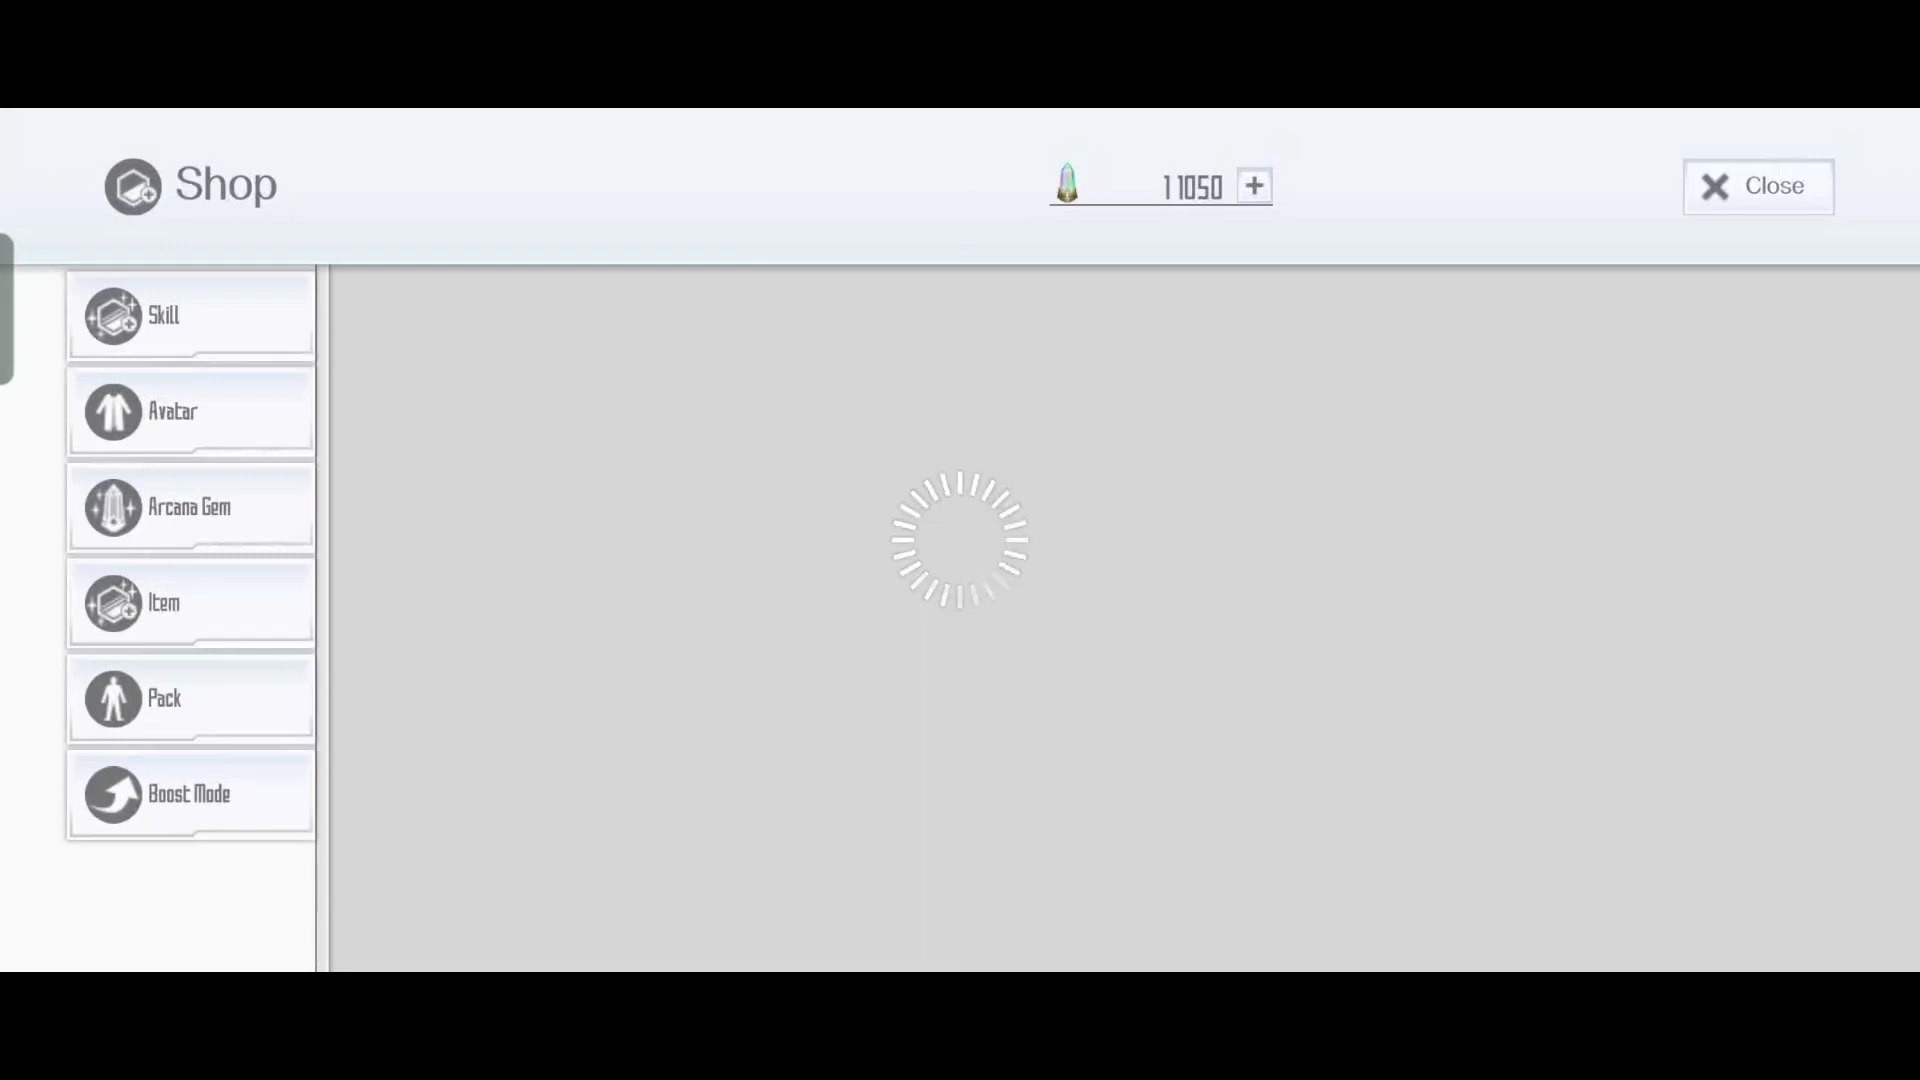 Shop
11050
Close
Skill
Avatar
Arcana Gem
Item
Pack
Boost Mode